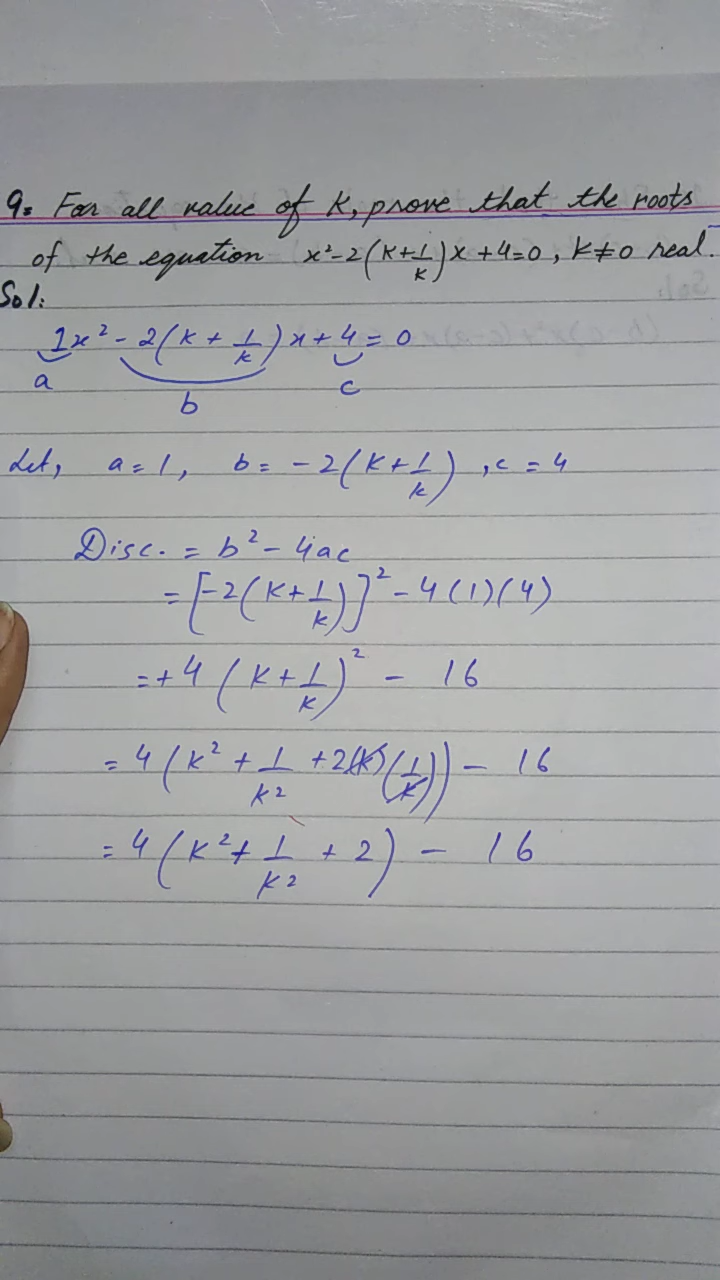 9. For all value of K, prove that the roots
of the equation x²-2(K+1/K)x+4=0, K≠0 real.
Sol:
1x²-2(K+1/K)x+4=0
a b c
Let, a=1, b=-2(K+1/K), c=4
Disc. = b²-4ac
=[-2(K+1/K)]²-4(1)(4)
=+4(K+1/K)²-16
=4(K²+1/K²+2(K)(1/K))-16
=4(K²+1/K²+2)-16